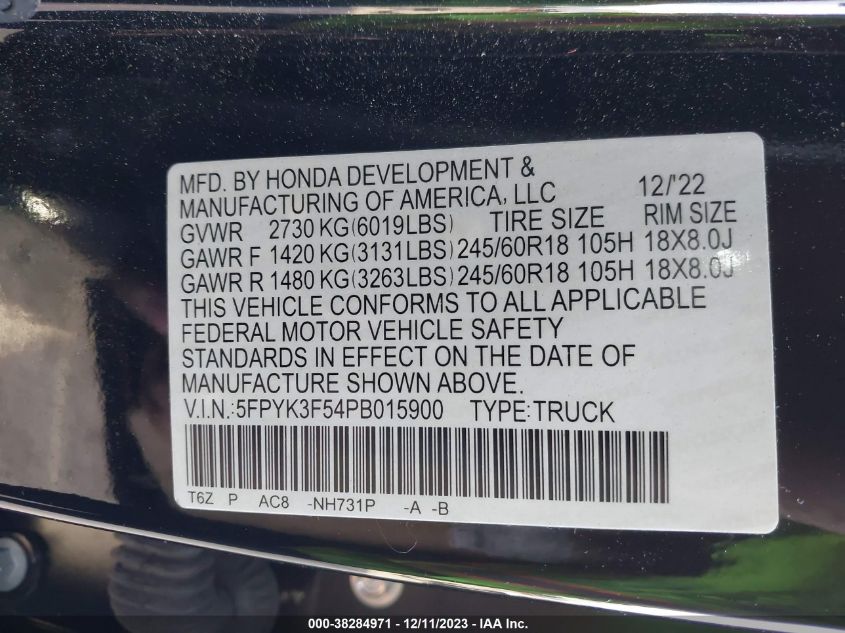 MFD. BY HONDA DEVELOPMENT &
MANUFACTURING OF AMERICA, LLC 12/'22
GVWR 2730 KG(6019LBS) TIRE SIZE RIM SIZE
GAWR F 1420 KG(3131LBS) 245/60R18 105H 18X8.0J
GAWR R 1480 KG(3263LBS) 245/60R18 105H 18X8.0J
THIS VEHICLE CONFORMS TO ALL APPLICABLE
FEDERAL MOTOR VEHICLE SAFETY
STANDARDS IN EFFECT ON THE DATE OF
MANUFACTURE SHOWN ABOVE.
V.I.N.:5FPYK3F54PB015900 TYPE:TRUCK
T6Z P AC8 -NH731P -A -B
000-38284971 - 12/11/2023 - IAA Inc.